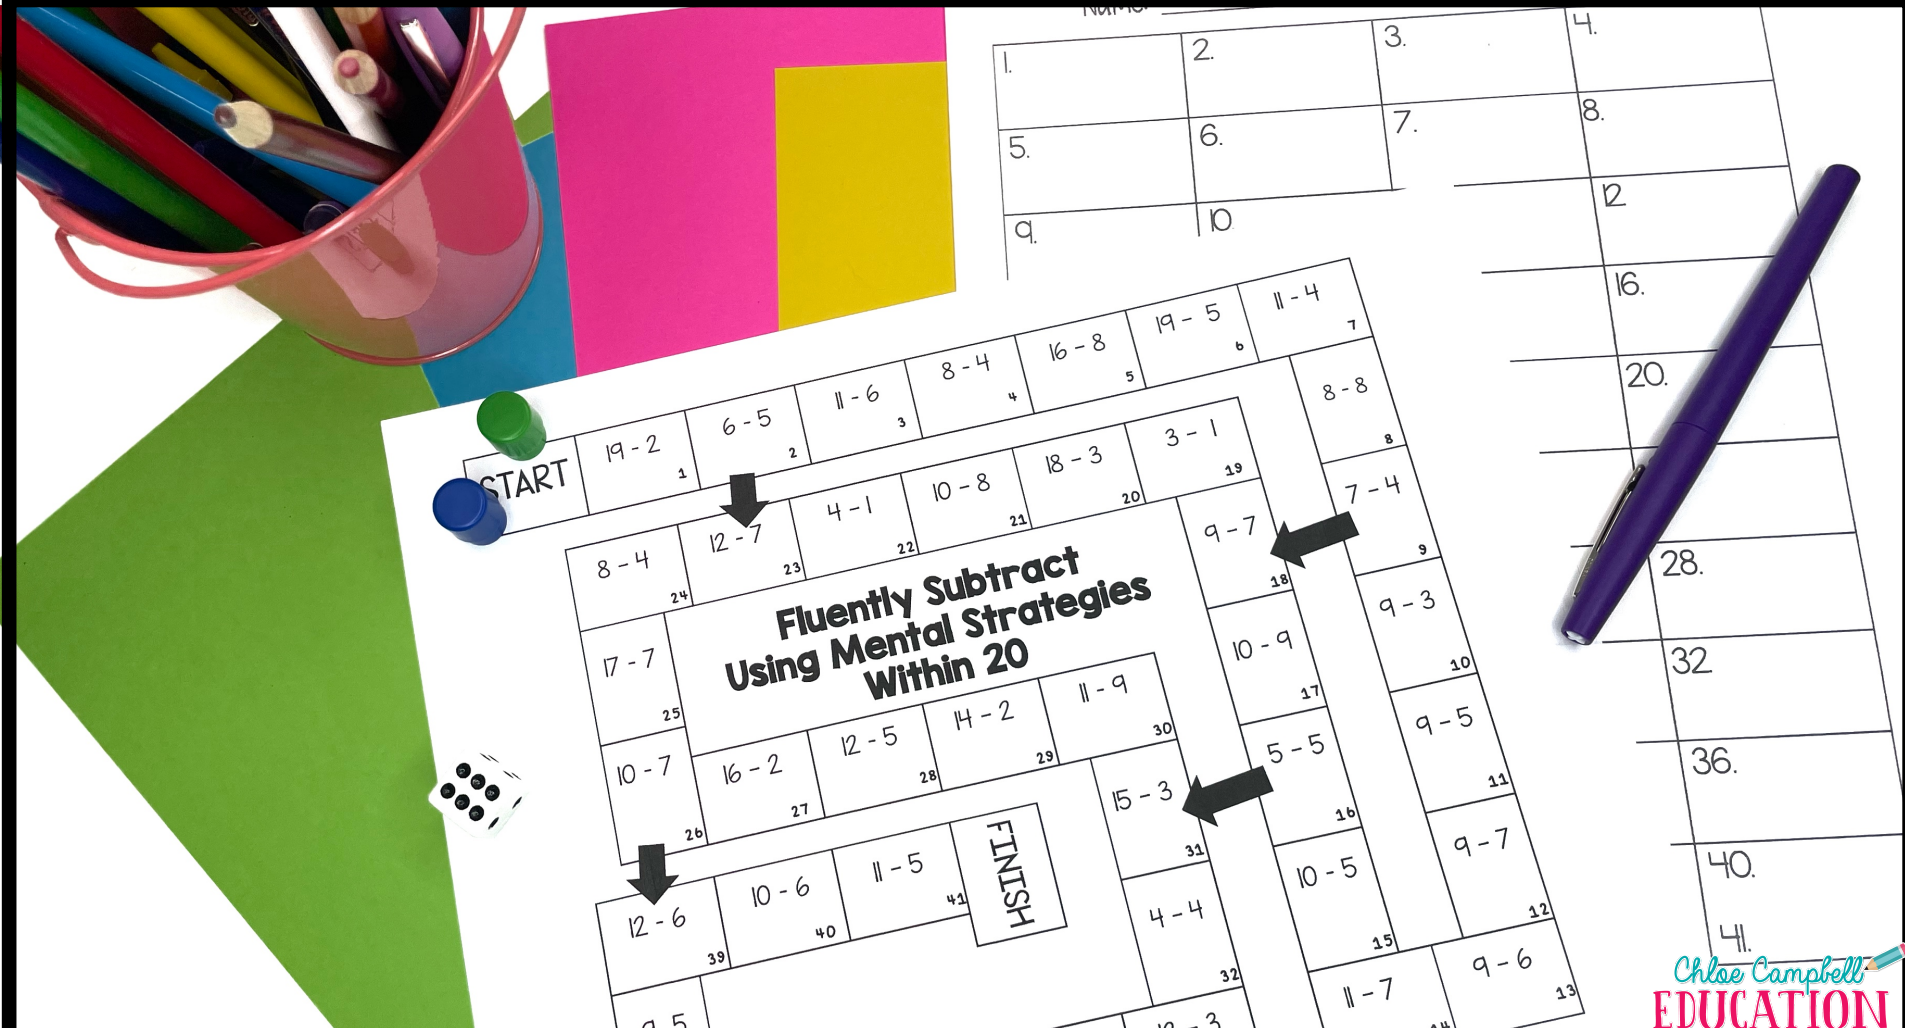 Name:
1.
2.
3.
4.
5.
6.
7.
8.
9.
10
12
16.
20.
28.
32
36.
40.
41.
START
19 - 2
1
6 - 5
2
11 - 6
3
8 - 4
4
16 - 8
5
19 - 5
6
11 - 4
7
8 - 8
8
7 - 4
9
9 - 3
10
9 - 5
11
9 - 7
12
9 - 6
13
11 - 7
14
10 - 5
15
5 - 5
16
10 - 9
17
9 - 7
18
3 - 1
19
18 - 3
20
10 - 8
21
4 - 1
22
12 - 7
23
8 - 4
24
17 - 7
25
10 - 7
26
16 - 2
27
12 - 5
28
14 - 2
29
11 - 9
30
15 - 3
31
4 - 4
32
12 - 6
39
10 - 6
40
11 - 5
41
FINISH
Fluently Subtract
Using Mental Strategies
Within 20
Chloe Campbell
EDUCATION